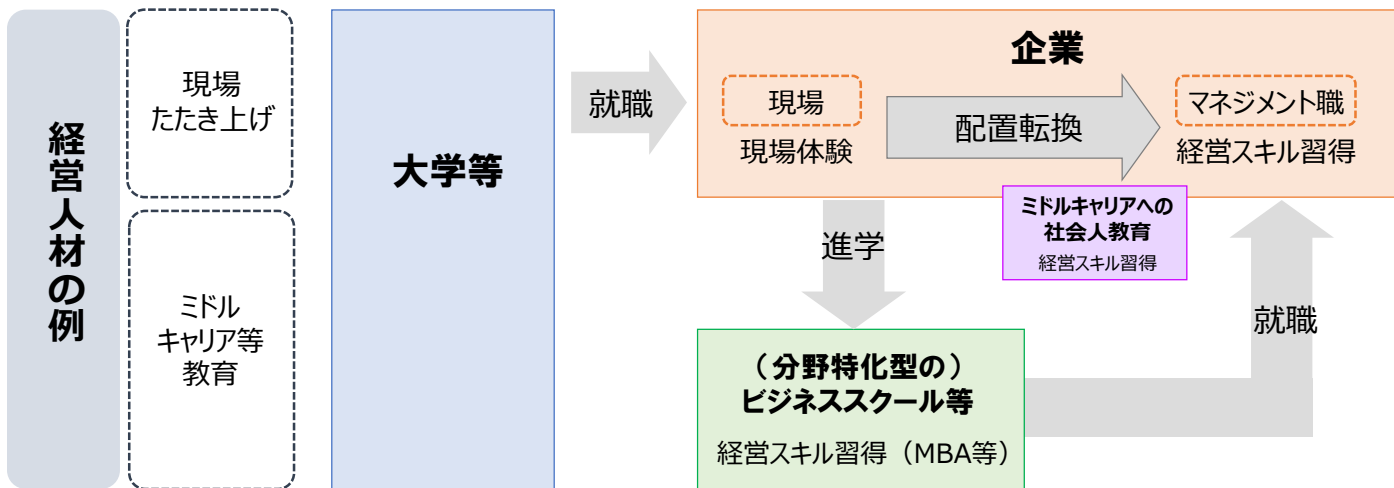 経営人材の例
現場
たたき上げ
ミドル
キャリア等
教育
大学等
就職
企業
現場
現場体験
配置転換
マネジメント職
経営スキル習得
ミドルキャリアへの
社会人教育
経営スキル習得
進学
（分野特化型の）
ビジネススクール等
経営スキル習得（MBA等）
就職